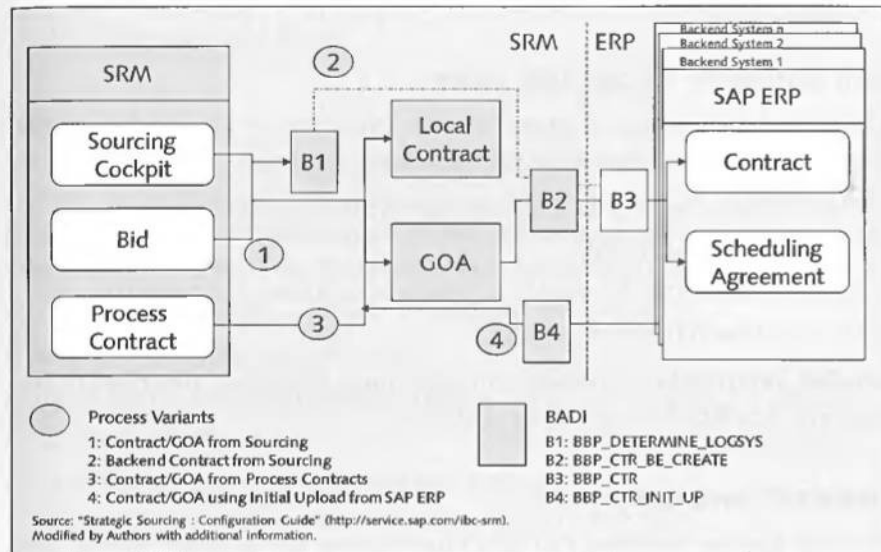 SRM
Sourcing
Cockpit
Bid
Process
Contract
1
2
3
4
B1
Local
Contract
GOA
B4
SRM
B2
ERP
B3
Backend System n
Backend System 2
Backend System 1
SAP ERP
Contract
Scheduling
Agreement
Process Variants
1: Contract/GOA from Sourcing
2: Backend Contract from Sourcing
3: Contract/GOA from Process Contracts
4: Contract/GOA using Initial Upload from SAP ERP
BADI
B1: BBP_DETERMINE_LOGSYS
B2: BBP_CTR_BE_CREATE
B3: BBP_CTR
B4: BBP_CTR_INIT_UP
Source: "Strategic Sourcing : Configuration Guide" (http://service.sap.com/ibc-srm).
Modified by Authors with additional information.